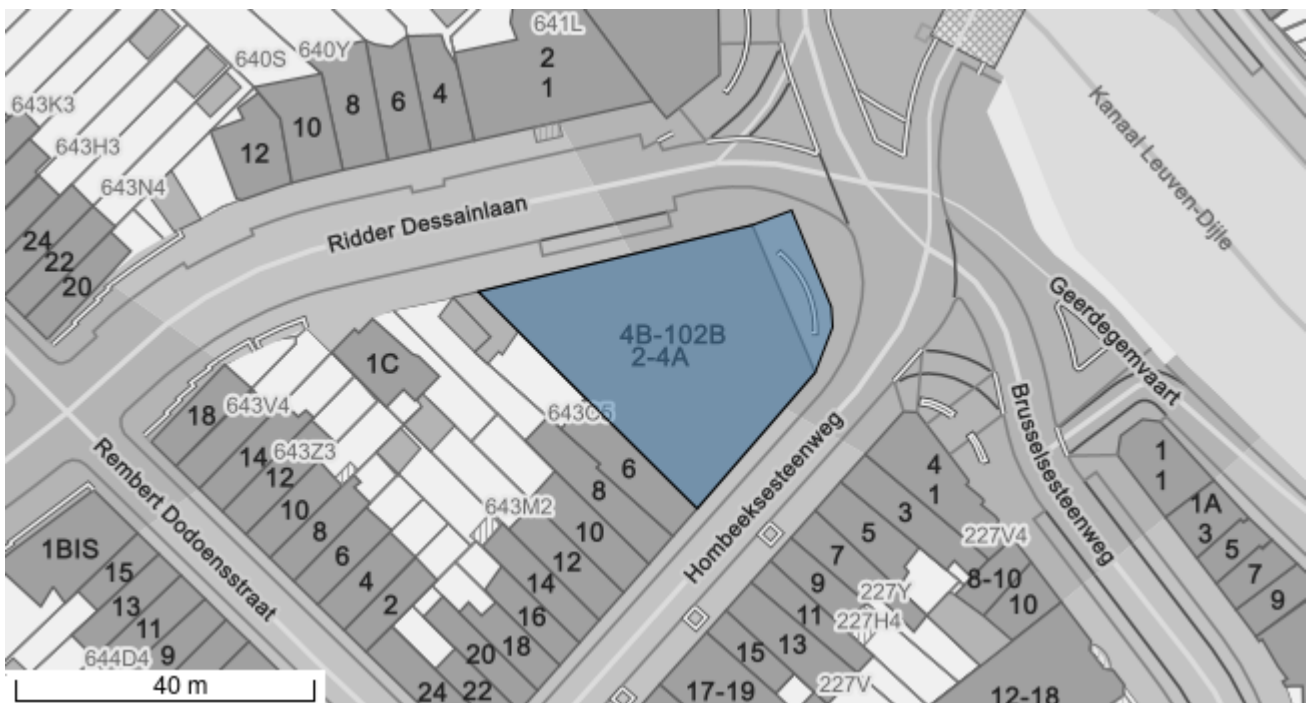 641L
640S
640Y
2
1
8
6
4
10
12
643K3
643H3
643N4
24
22
20
Ridder Dessainlaan
Kanaal Leuven-Dijle
Geerdegemvaart
4B-102B
2-4A
1C
18
643V4
643C5
14
643Z3
12
10
8
6
4
2
6
8
643M2
10
12
14
16
18
20
22
24
Rembert Dodoensstraat
Hombeeksesteenweg
Brusselsesteenweg
4
1
3
5
7
9
11
13
15
17-19
227V4
8-10
10
227Y
227H4
227V
12-18
1
1
1A
3
5
7
9
1BIS
15
13
11
9
644D4
40 m